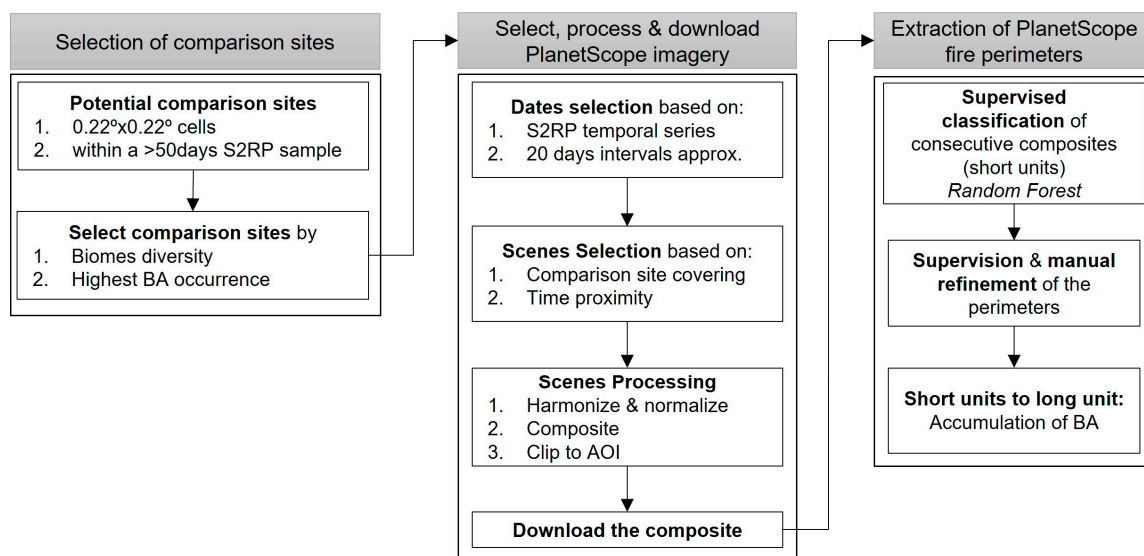 Selection of comparison sites
Potential comparison sites
1. 0.22ºx0.22º cells
2. within a >50days S2RP sample
Select comparison sites by
1. Biomes diversity
2. Highest BA occurrence
Select, process & download
PlanetScope imagery
Dates selection based on:
1. S2RP temporal series
2. 20 days intervals approx.
Scenes Selection based on:
1. Comparison site covering
2. Time proximity
Scenes Processing
1. Harmonize & normalize
2. Composite
3. Clip to AOI
Download the composite
Extraction of PlanetScope
fire perimeters
Supervised
classification of
consecutive composites
(short units)
Random Forest
Supervision & manual
refinement of the
perimeters
Short units to long unit:
Accumulation of BA